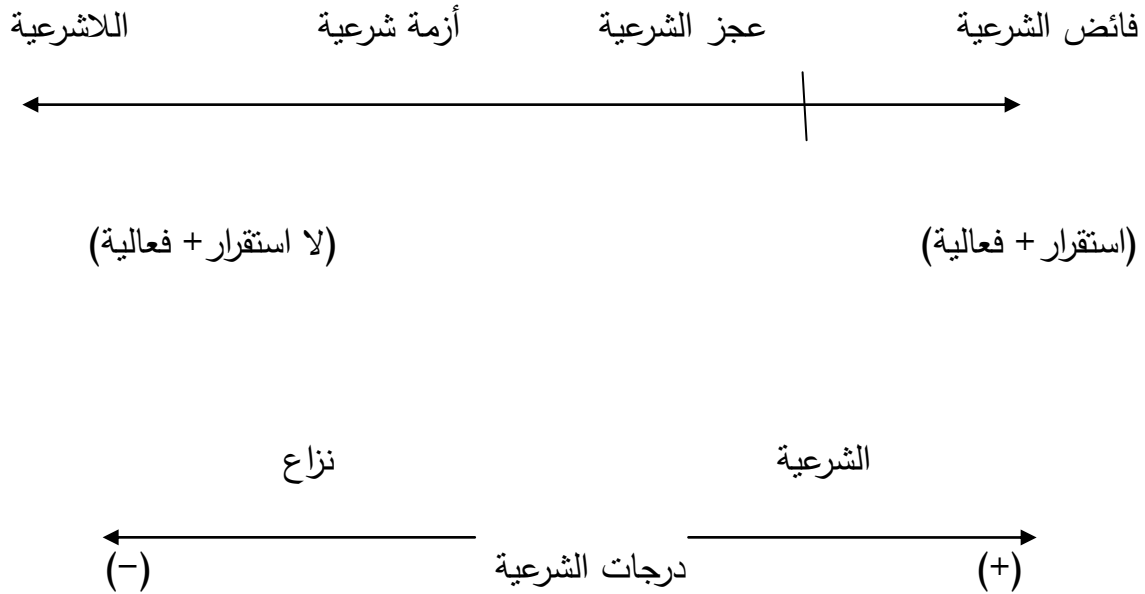 فائض الشرعية عجز الشرعية أزمة شرعية اللاشرعية
(استقرار + فعالية) (لا استقرار + فعالية)
الشرعية نزاع
(+) درجات الشرعية (−)